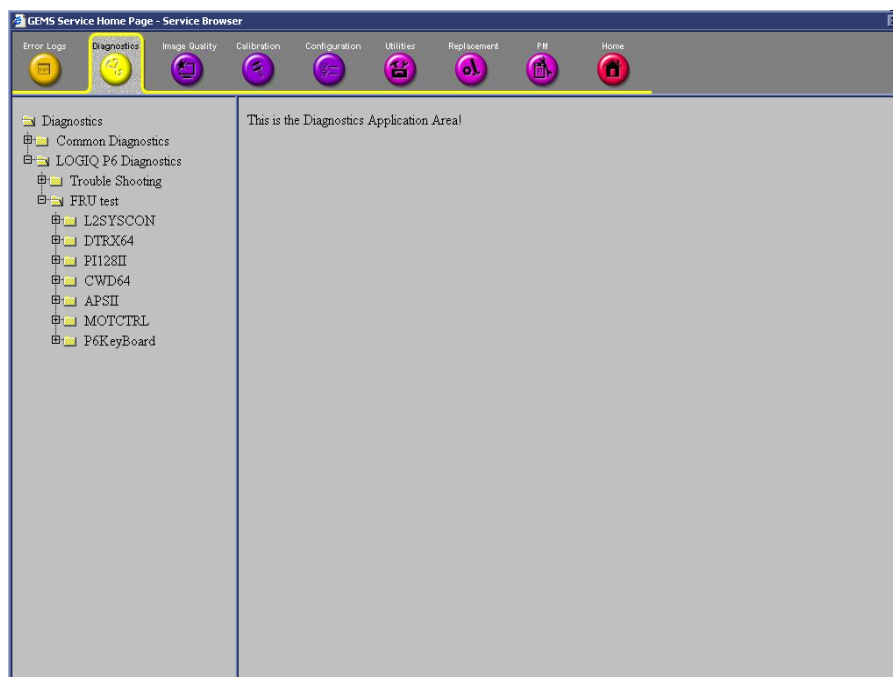 GEMS Service Home Page - Service Browser
Error Logs Diagnostics Image Quality Calibration Configuration Utilities Replacement PM Home
Diagnostics
Common Diagnostics
LOGIQ P6 Diagnostics
Trouble Shooting
FRU test
L2SYSCON
DTRX64
PI128II
CWD64
APSII
MOTCTRL
P6KeyBoard
This is the Diagnostics Application Area!